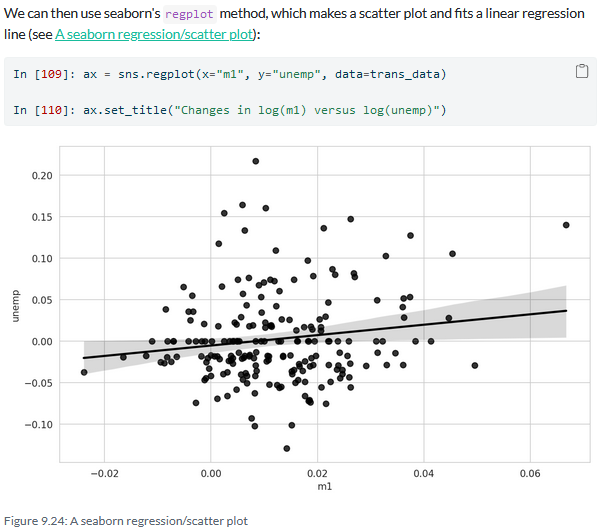 We can then use seaborn's regplot method, which makes a scatter plot and fits a linear regression
line (see A seaborn regression/scatter plot):
In [109]: ax = sns.regplot(x="m1", y="unemp", data=trans_data)
In [110]: ax.set_title("Changes in log(m1) versus log(unemp)")
0.20
0.15
0.10
0.05
0.00
−0.05
−0.10
unemp
−0.02
0.00
0.02
0.04
0.06
m1
Figure 9.24: A seaborn regression/scatter plot